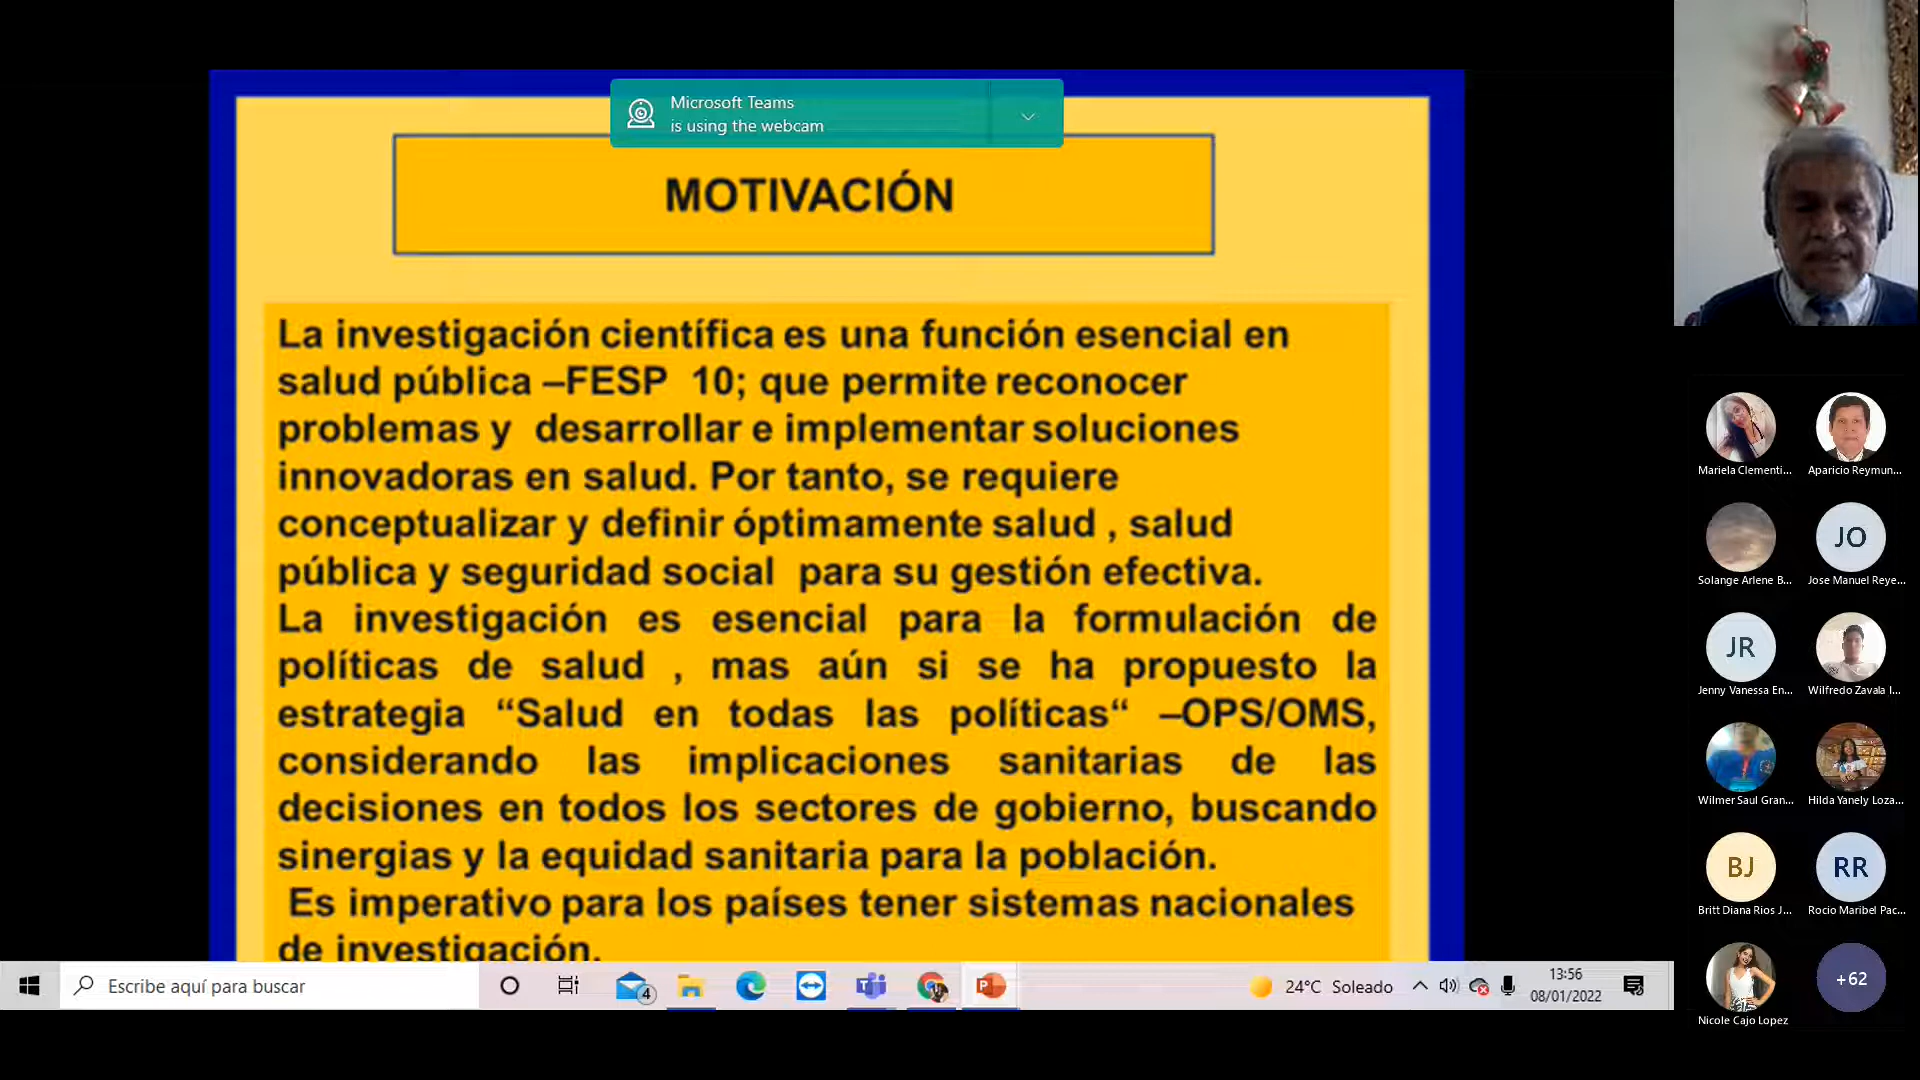 Microsoft Teams
is using the webcam
MOTIVACIÓN
La investigación científica es una función esencial en
salud pública –FESP 10; que permite reconocer
problemas y desarrollar e implementar soluciones
innovadoras en salud. Por tanto, se requiere
conceptualizar y definir óptimamente salud , salud
pública y seguridad social para su gestión efectiva.
La investigación es esencial para la formulación de
políticas de salud , mas aún si se ha propuesto la
estrategia “Salud en todas las políticas“ –OPS/OMS,
considerando las implicaciones sanitarias de las
decisiones en todos los sectores de gobierno, buscando
sinergias y la equidad sanitaria para la población.
Es imperativo para los países tener sistemas nacionales
de investigación.
Mariela Clementi...
Aparicio Reymun...
Solange Arlene B...
JO
Jose Manuel Reye...
JR
Jenny Vanessa En...
Wilfredo Zavala I...
Wilmer Saul Gran...
Hilda Yanely Loza...
BJ
Britt Diana Rios J...
RR
Rocio Maribel Pac...
Nicole Cajo Lopez
+62
Escribe aquí para buscar
4
24°C Soleado
13:56
08/01/2022